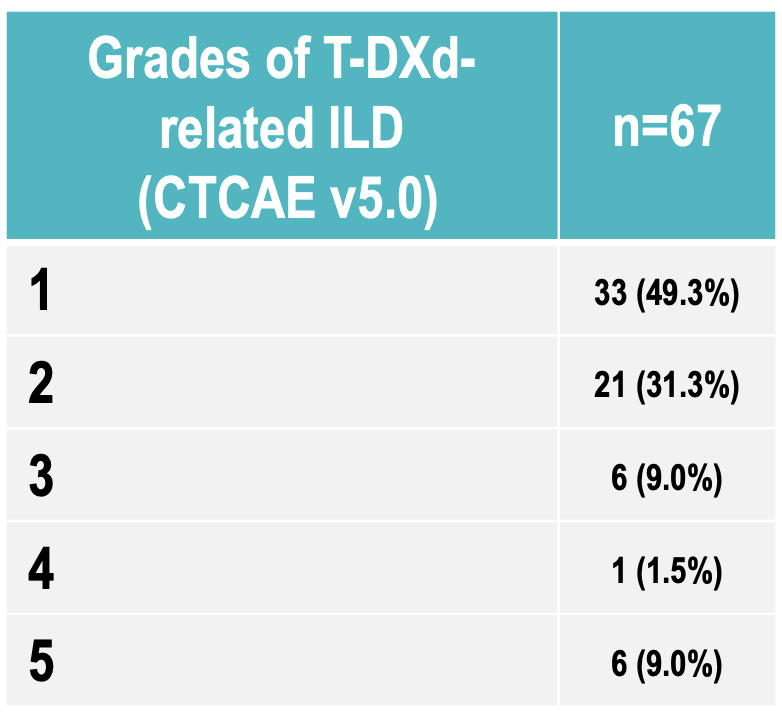 Grades of T-DXd-
related ILD
(CTCAE v5.0)
n=67
1
33 (49.3%)
2
21 (31.3%)
3
6 (9.0%)
4
1 (1.5%)
5
6 (9.0%)